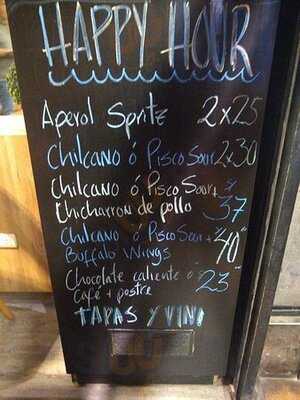 HAPPY HOUR
Aperol Spritz 2x25
Chilcano ó Pisco Sour 2x30
Chilcano ó Pisco Sour +
Chicharron de pollo S/ 37
Chilcano ó Pisco Sour +
Buffalo Wings S/ 40
Chocolate caliente ó
Café + postre 23
TAPAS Y VINO